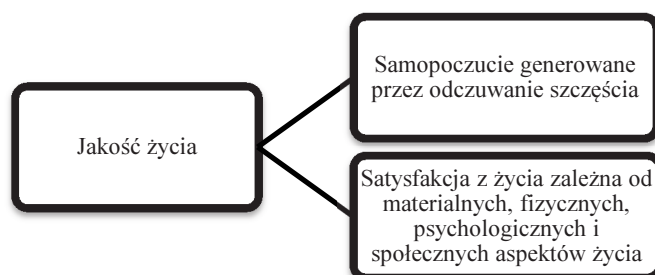 Samopoczucie generowane
przez odczuwanie szczęścia
Jakość życia
Satysfakcja z życia zależna od
materialnych, fizycznych,
psychologicznych i
społecznych aspektów życia